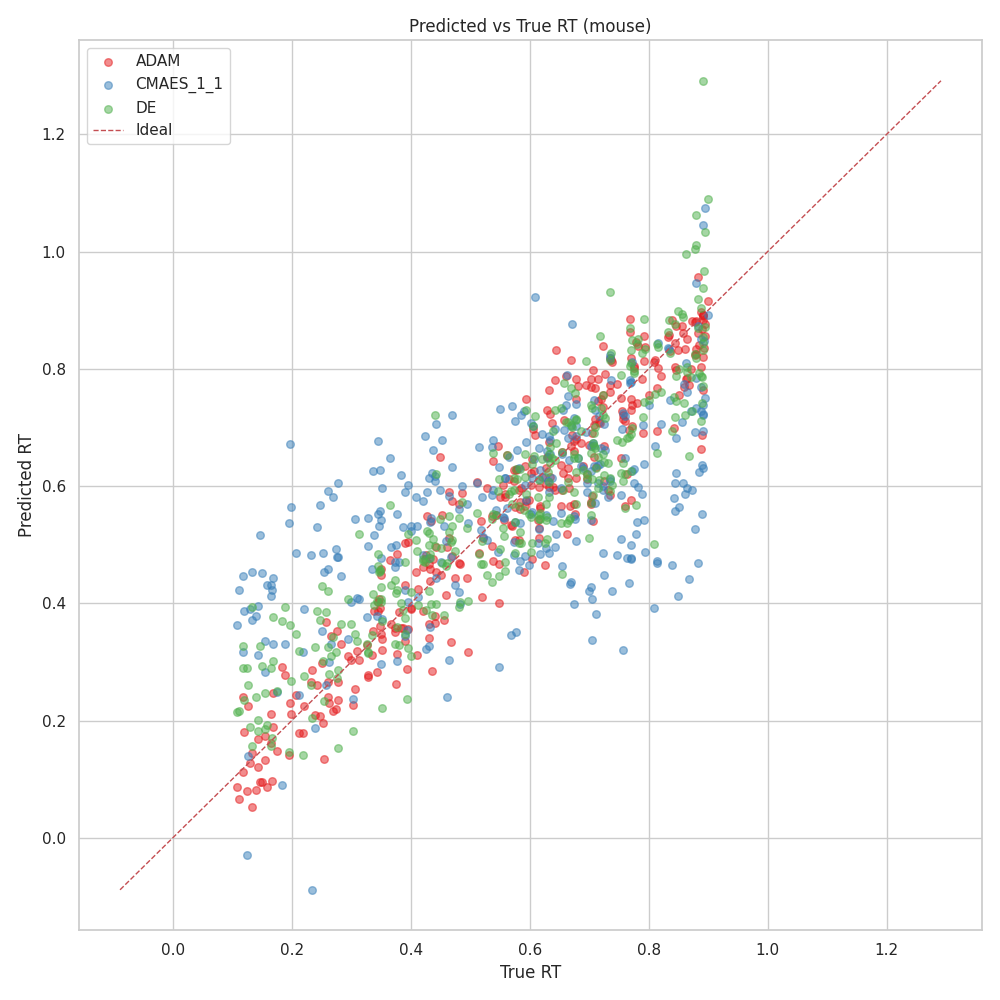 Predicted vs True RT (mouse)
ADAM
CMAES_1_1
DE
Ideal
1.2
1.0
0.8
0.6
0.4
0.2
0.0
Predicted RT
0.0 0.2 0.4 0.6 0.8 1.0 1.2
True RT